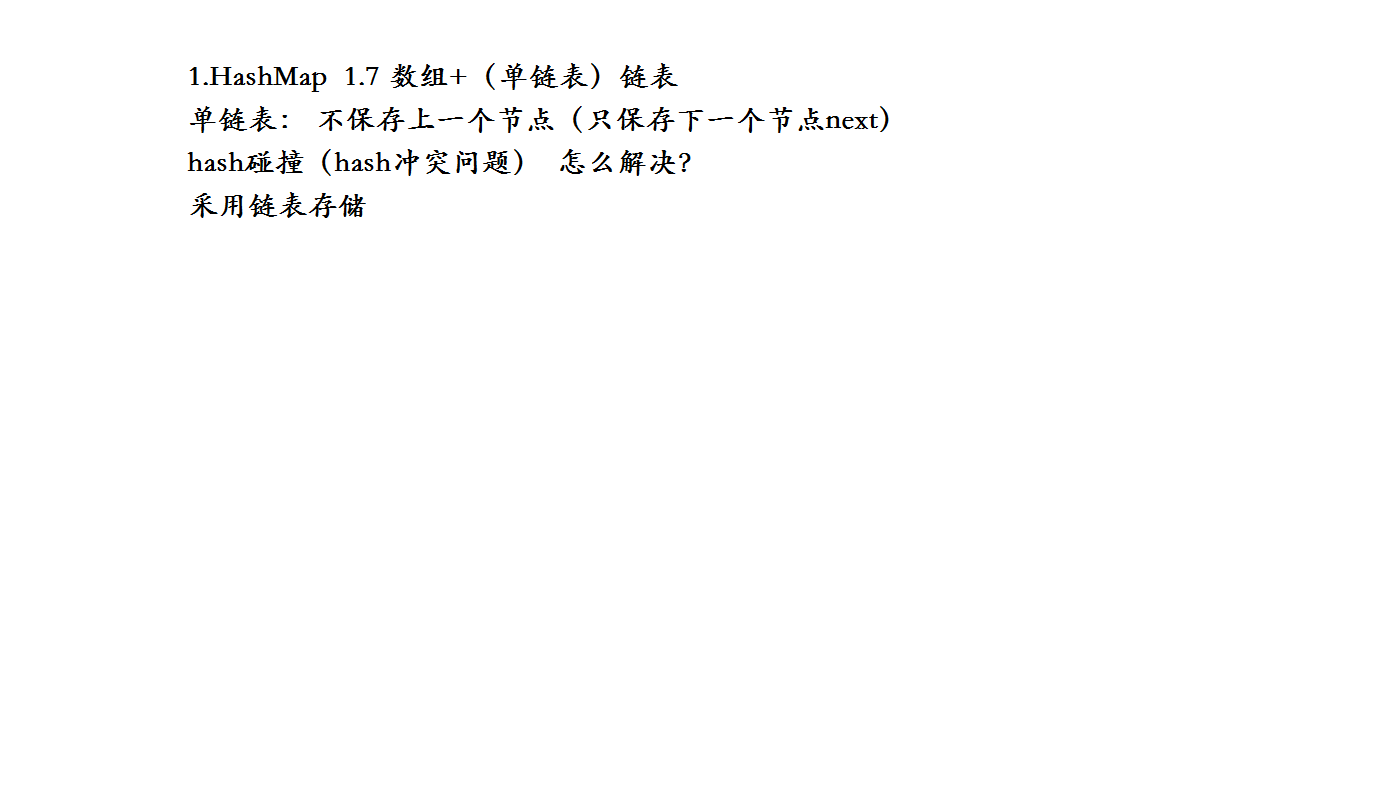 1.HashMap  1.7 数组+（单链表）链表
单链表： 不保存上一个节点（只保存下一个节点next）
hash碰撞（hash冲突问题） 怎么解决?
采用链表存储